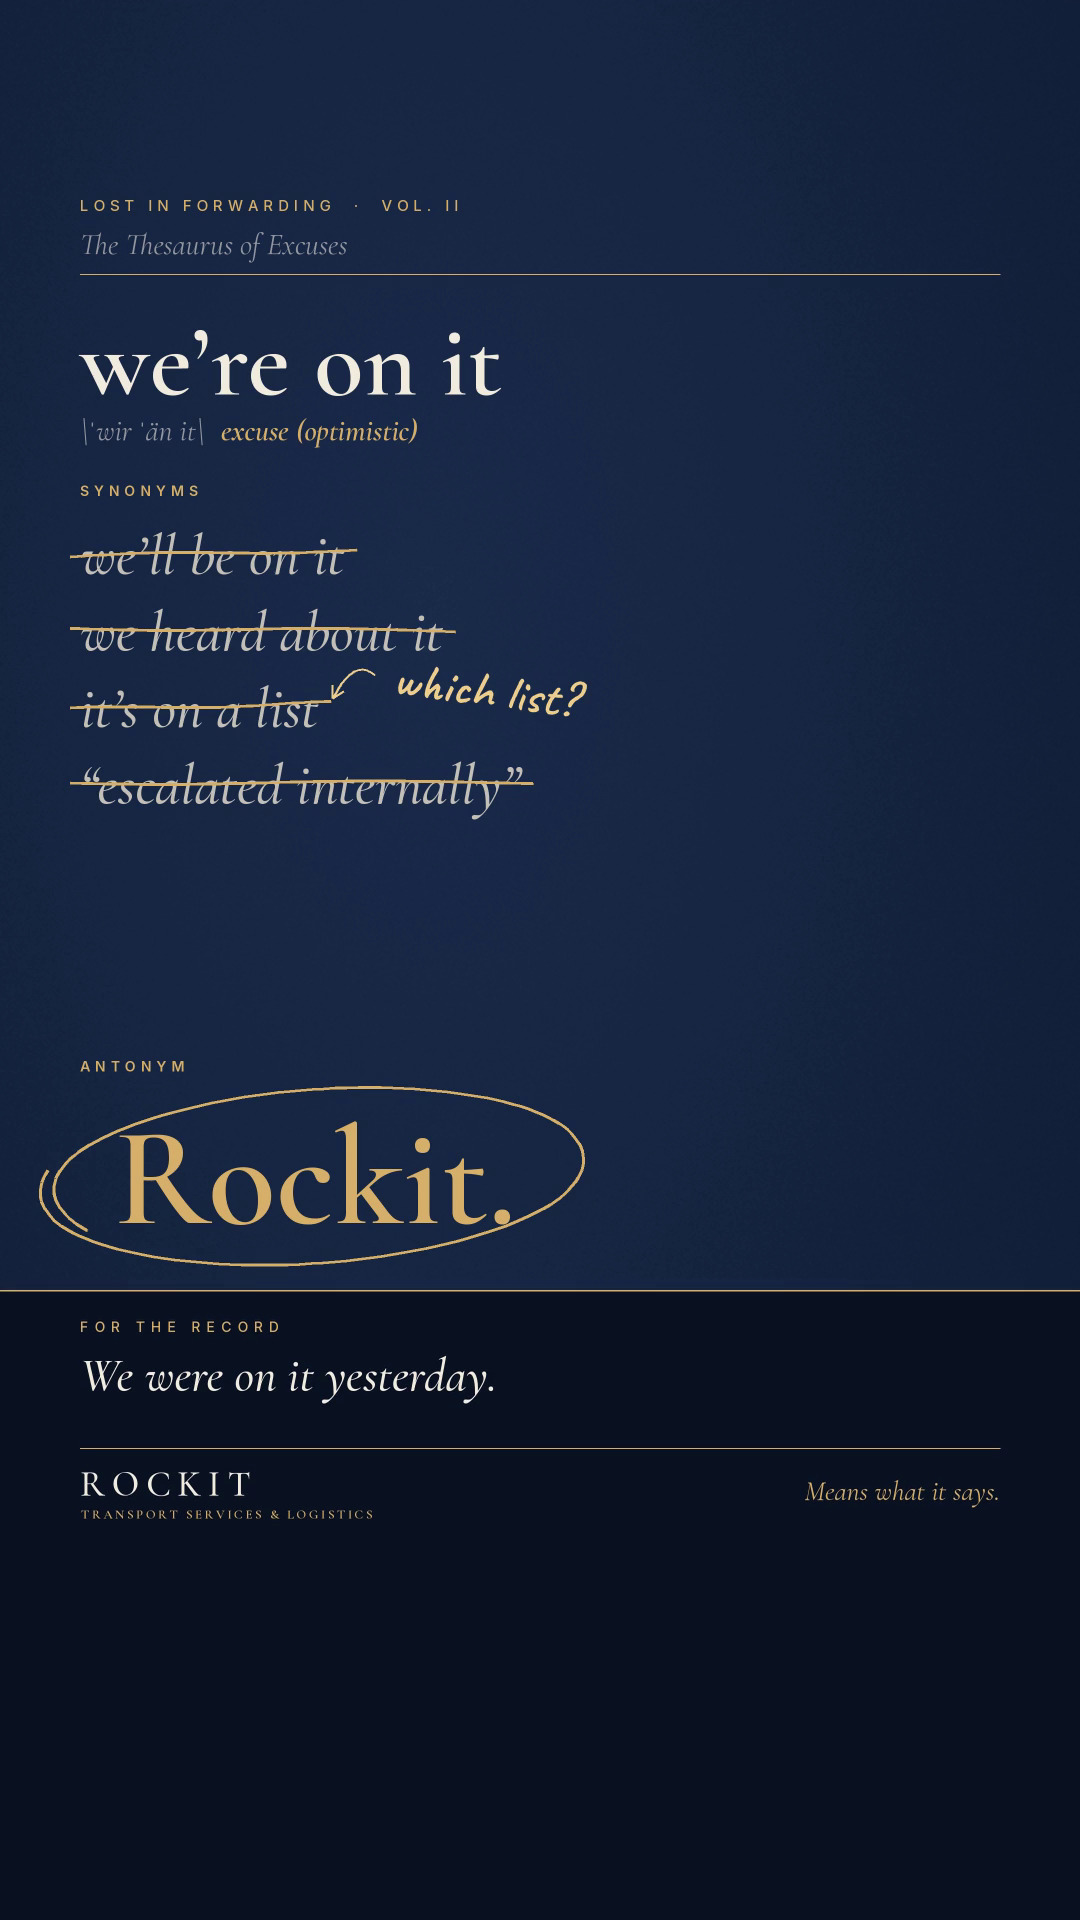 LOST IN FORWARDING · VOL. II
The Thesaurus of Excuses
we’re on it
\ˈwir ˈän it\ excuse (optimistic)
SYNONYMS
we’ll be on it
we heard about it
it’s on a list
which list?
“escalated internally”
ANTONYM
Rockit.
FOR THE RECORD
We were on it yesterday.
ROCKIT
TRANSPORT SERVICES & LOGISTICS
Means what it says.